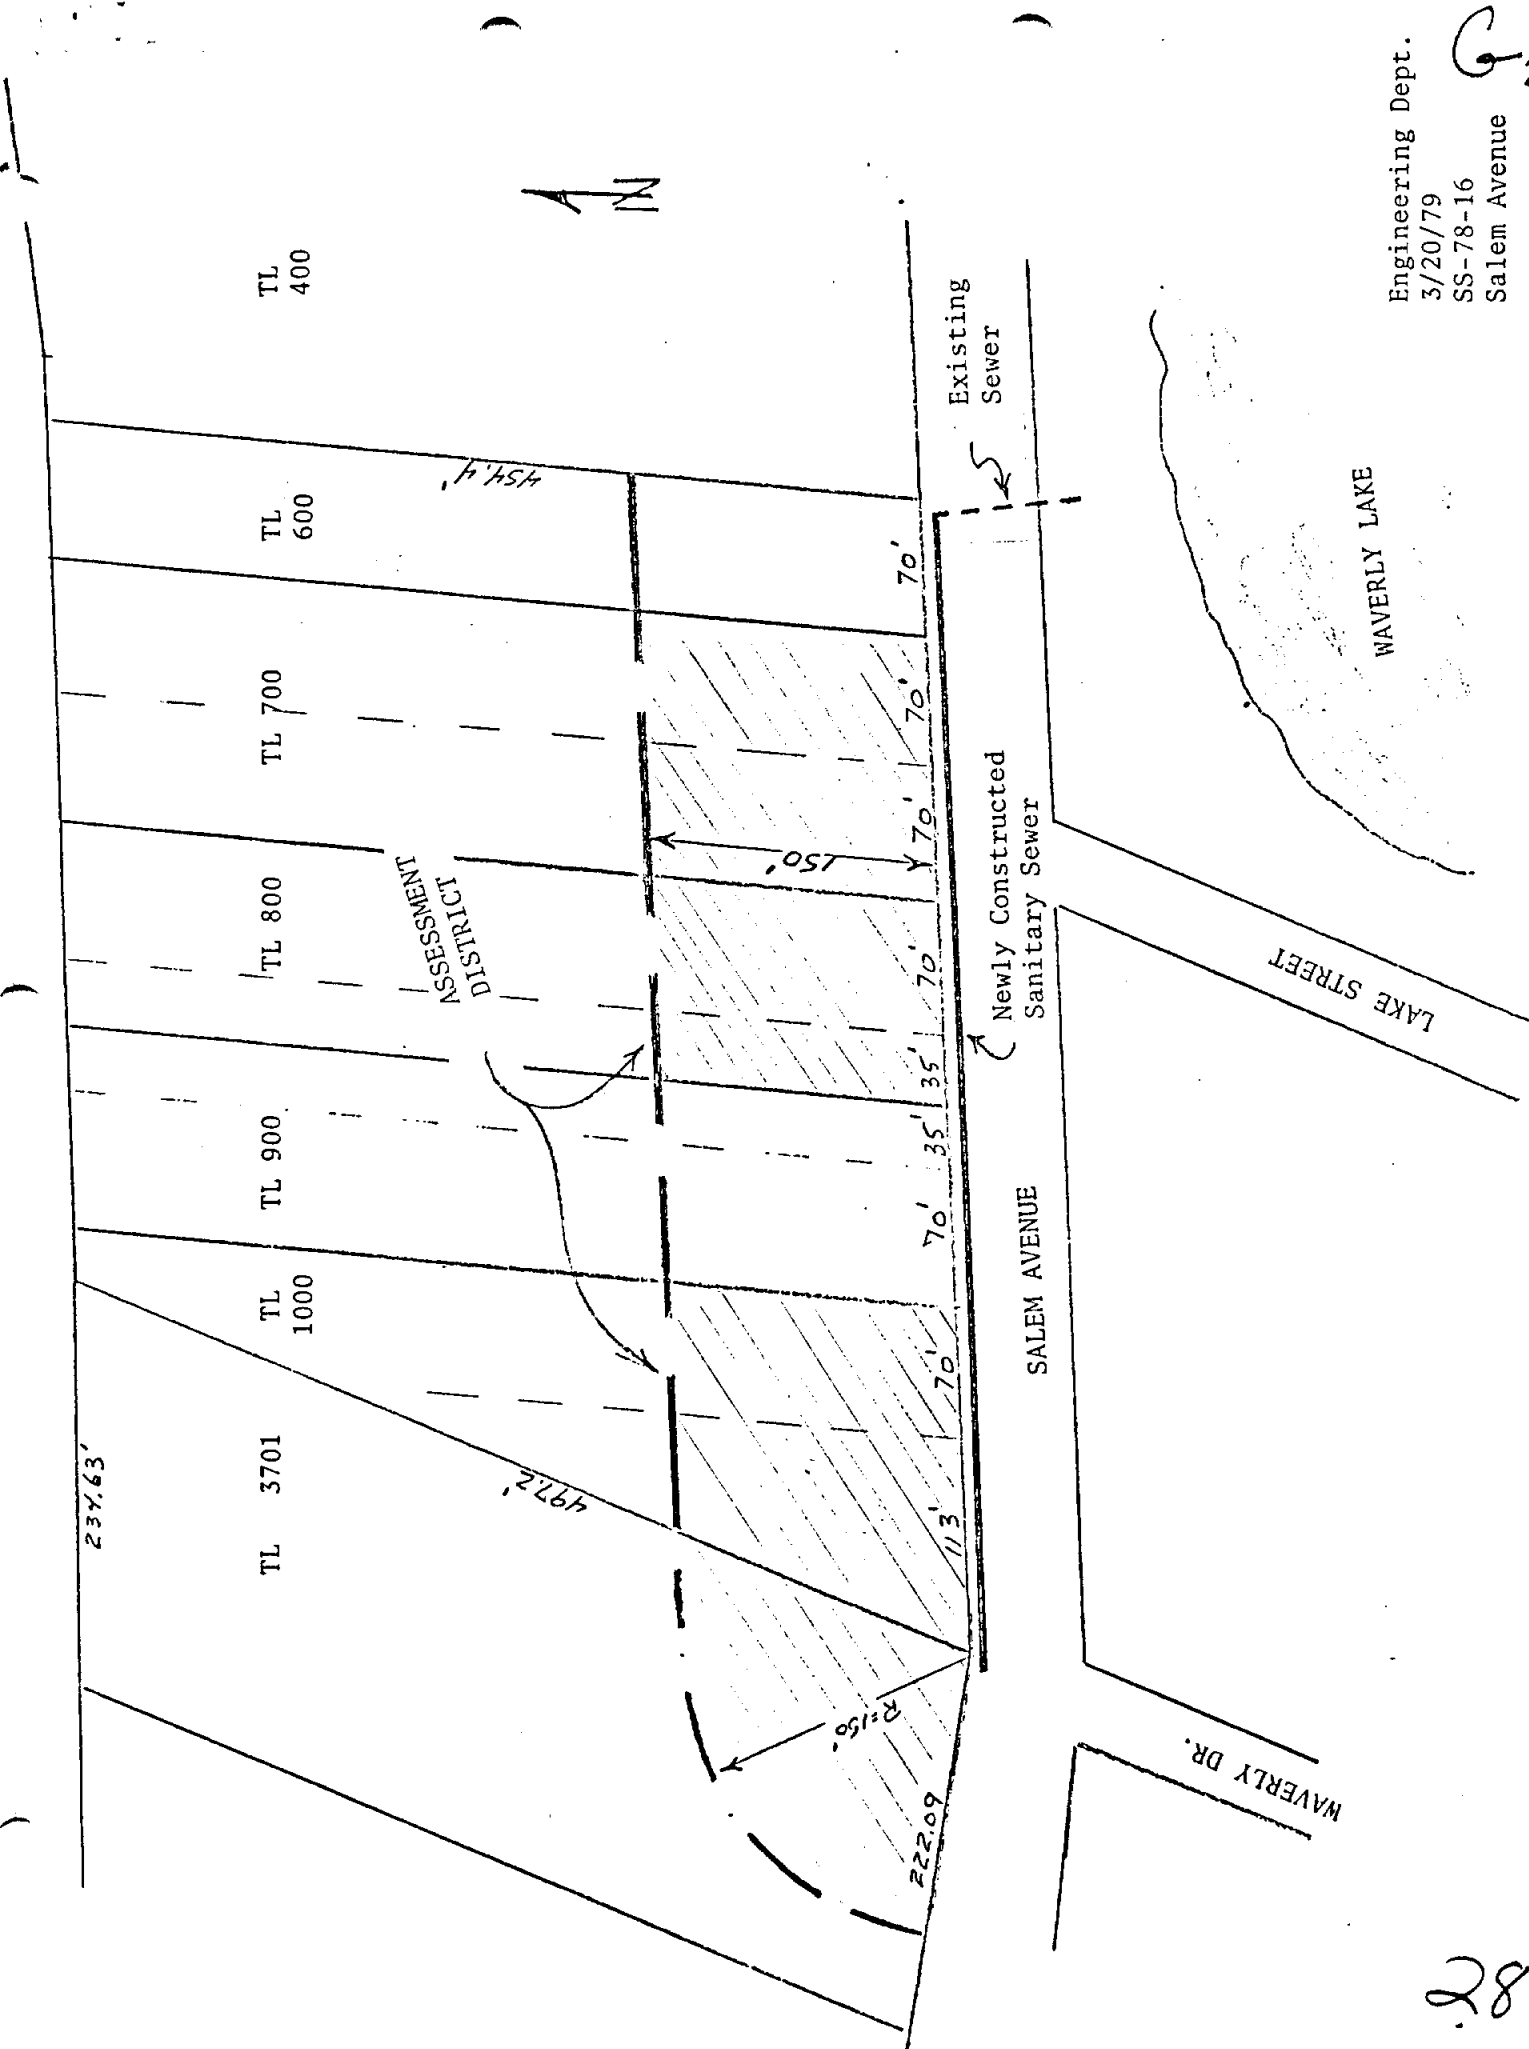 234.63'
TL 3701
TL
1000
TL 900
TL 800
TL 700
TL
600
TL
400
N
ASSESSMENT
DISTRICT
497.2'
454.4'
150'
R=150'
222.09
113'
70'
70'
35'
35'
70'
70'
70'
70'
Newly Constructed
Sanitary Sewer
Existing
Sewer
SALEM AVENUE
WAVERLY DR.
LAKE STREET
WAVERLY LAKE
Engineering Dept.
3/20/79
SS-78-16
Salem Avenue
28